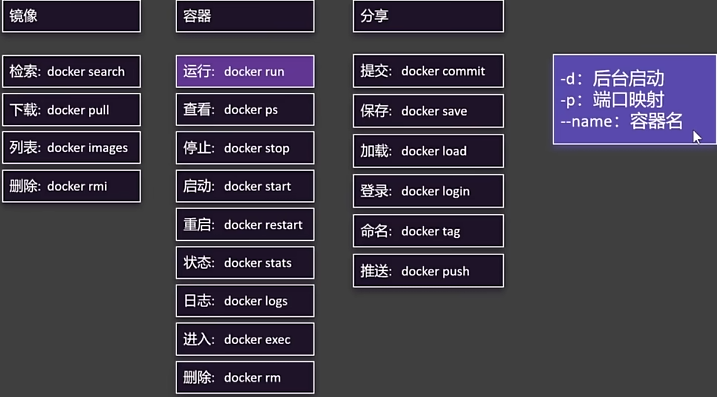 镜像
检索: docker search
下载: docker pull
列表: docker images
删除: docker rmi
容器
运行: docker run
查看: docker ps
停止: docker stop
启动: docker start
重启: docker restart
状态: docker stats
日志: docker logs
进入: docker exec
删除: docker rm
分享
提交: docker commit
保存: docker save
加载: docker load
登录: docker login
命名: docker tag
推送: docker push
-d：后台启动
-p：端口映射
--name：容器名